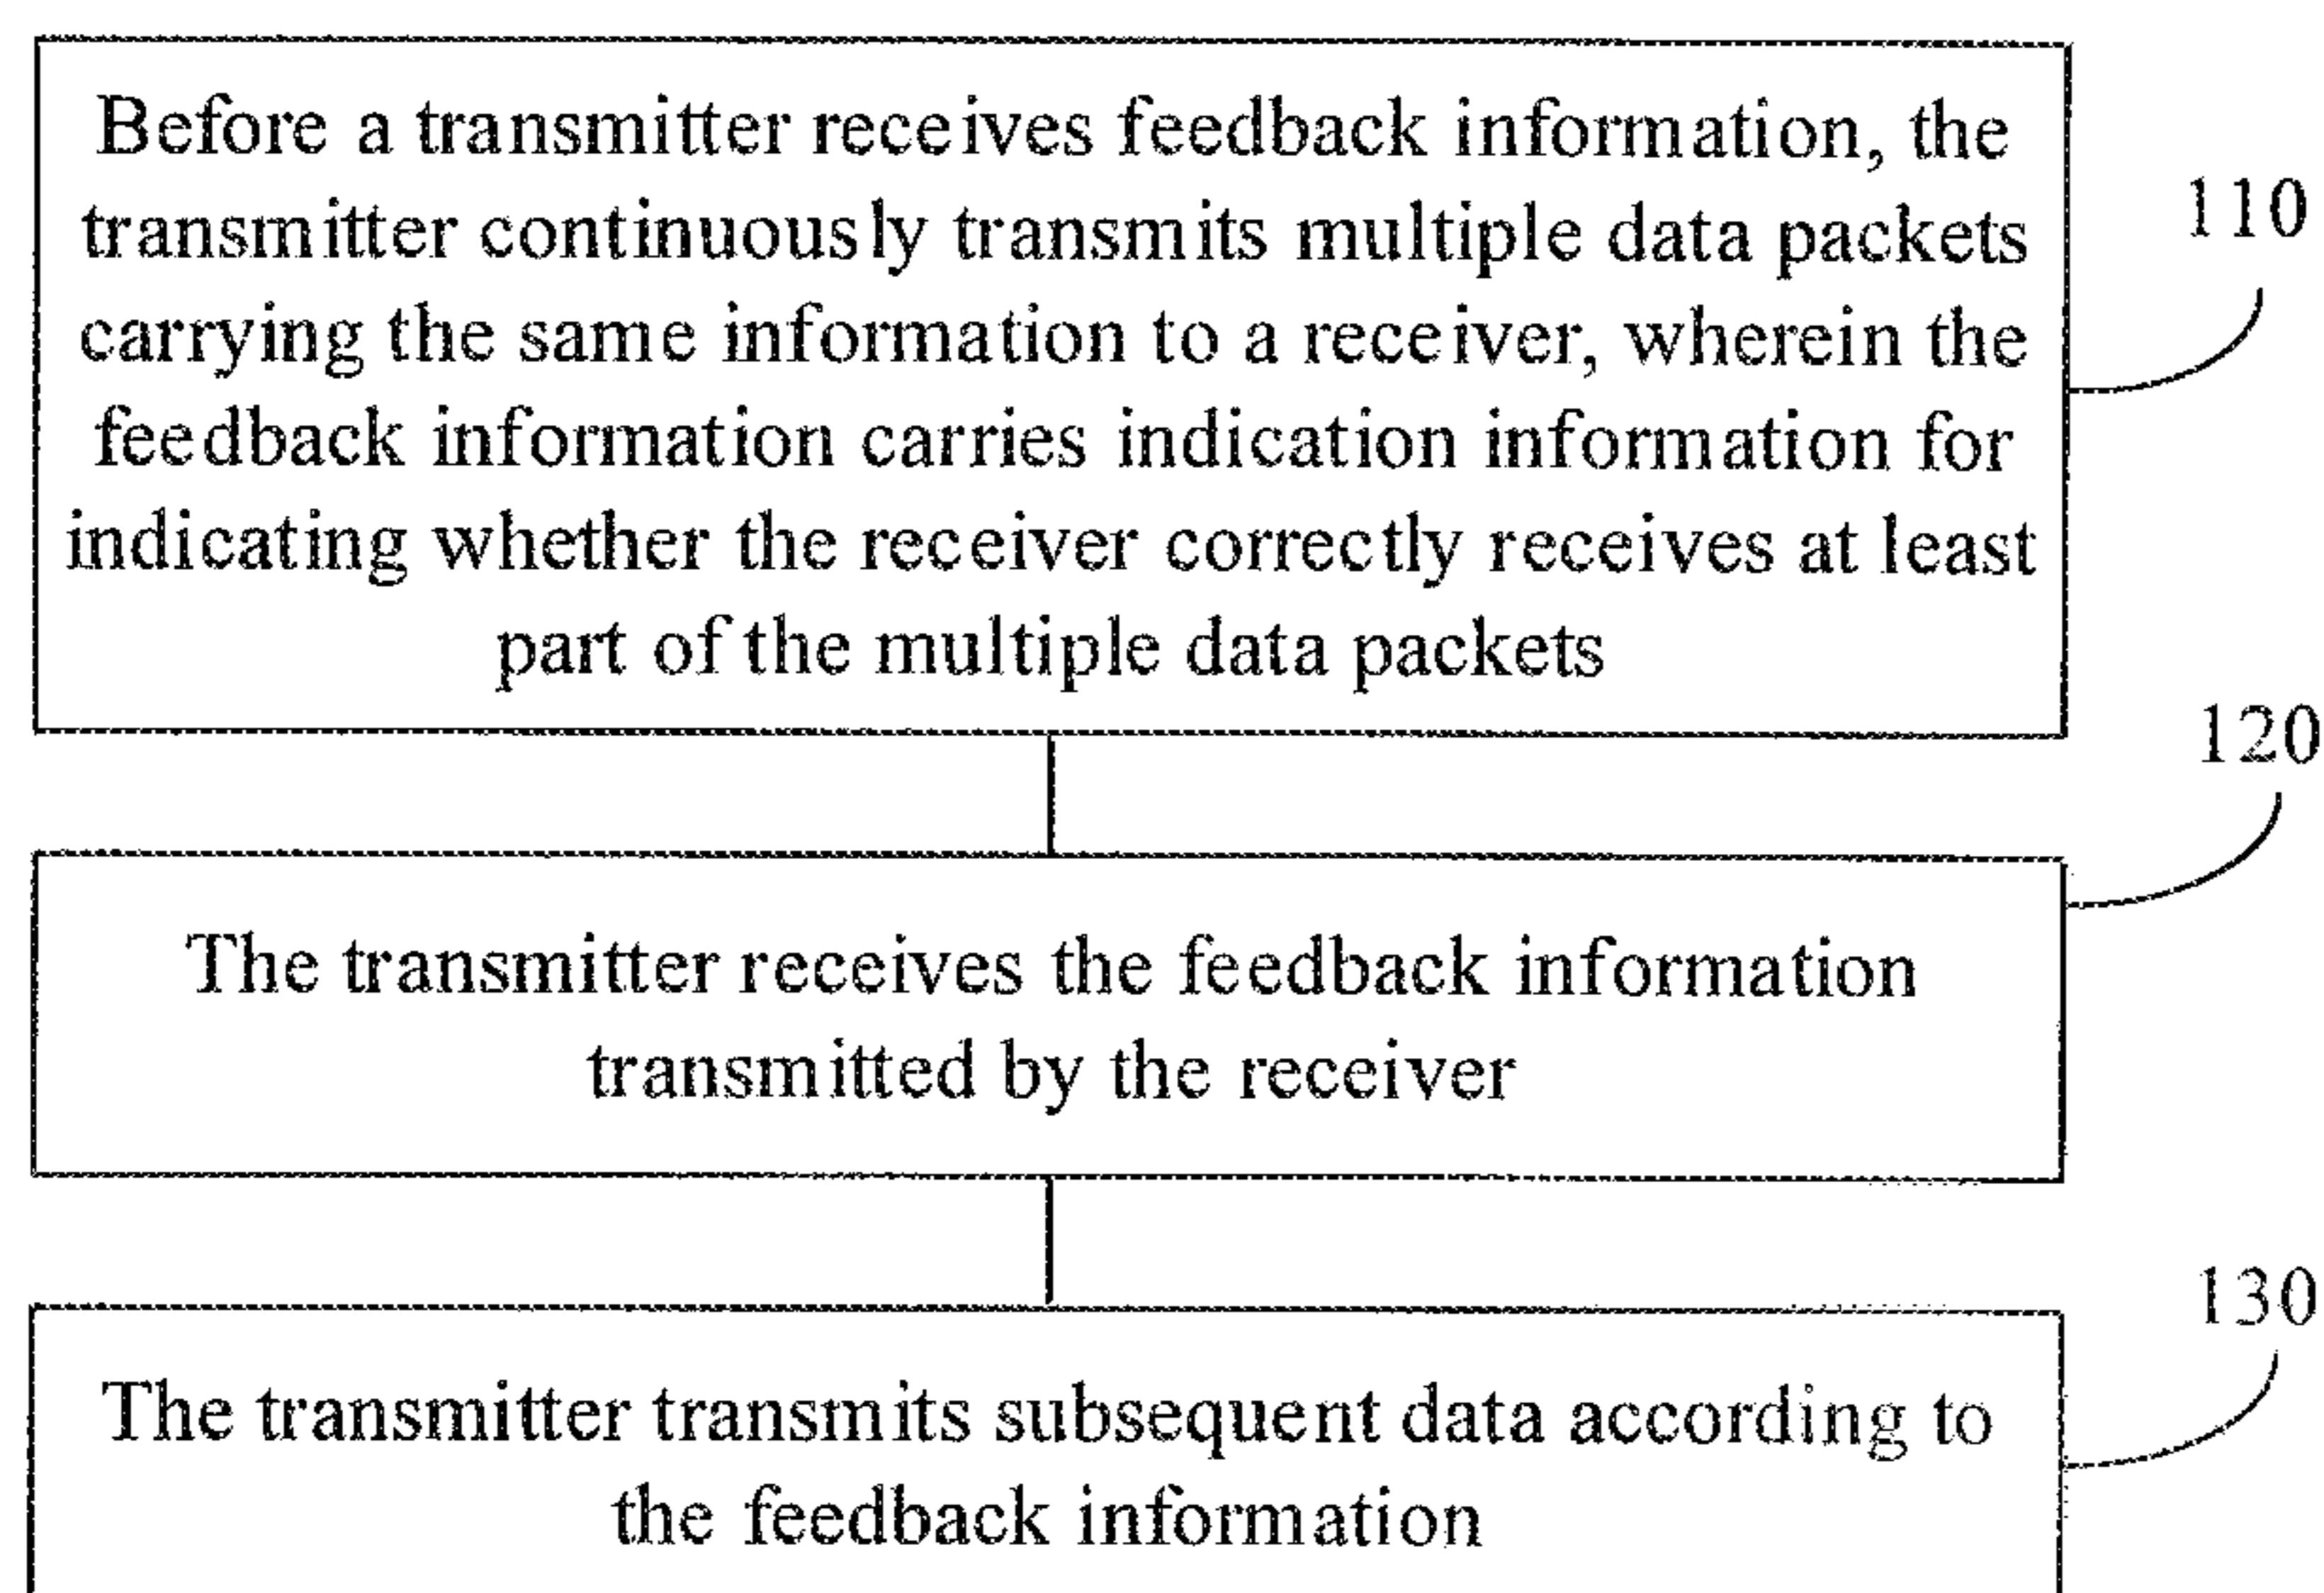 Before a transmitter receives feedback information, the
transmitter continuously transmits multiple data packets
carrying the same information to a receiver, wherein the
feedback information carries indication information for
indicating whether the receiver correctly receives at least
part of the multiple data packets
110
120
The transmitter receives the feedback information
transmitted by the receiver
130
The transmitter transmits subsequent data according to
the feedback information